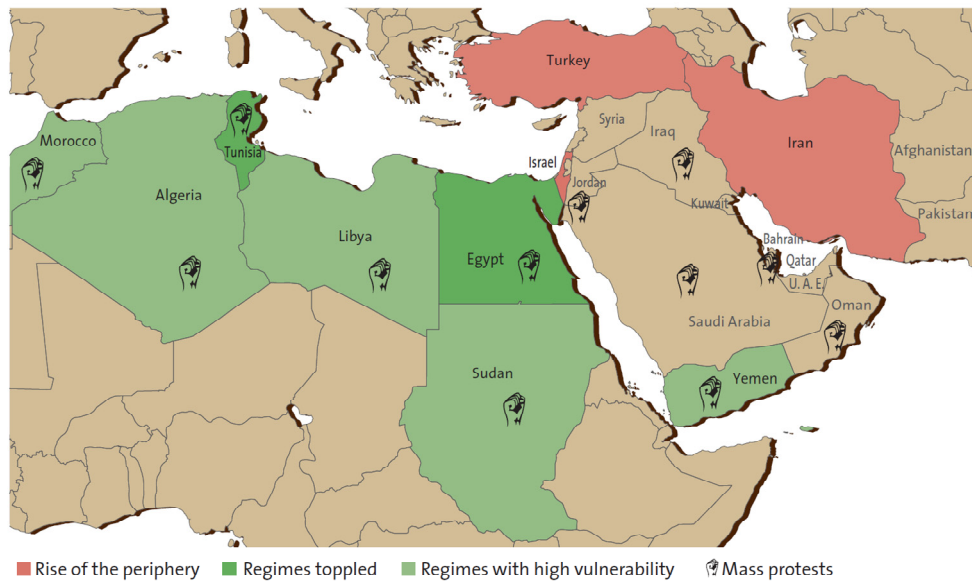 Turkey
Morocco
Tunisia
Syria
Iraq
Iran
Afghanistan
Israel
Jordan
Algeria
Kuwait
Pakistan
Libya
Egypt
Bahrain
Qatar
U. A. E.
Saudi Arabia
Oman
Sudan
Yemen
Rise of the periphery Regimes toppled Regimes with high vulnerability Mass protests